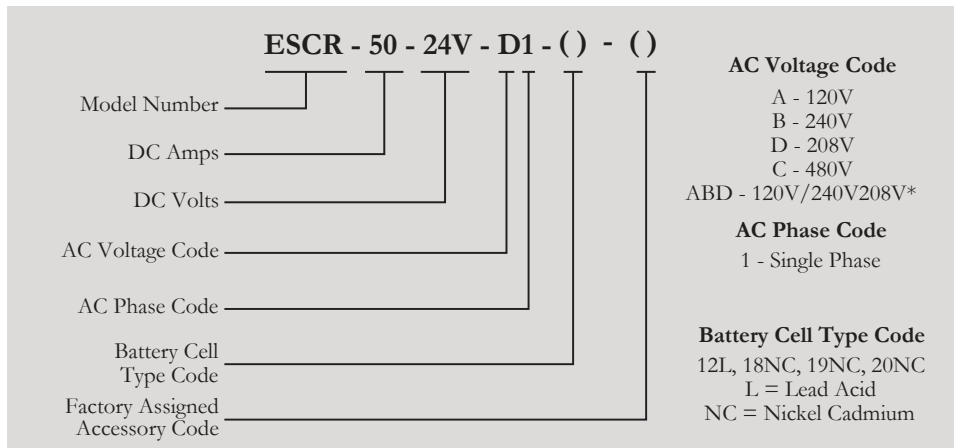 ESCR - 50 - 24V - D1 - ( ) - ( )
Model Number
DC Amps
DC Volts
AC Voltage Code
AC Phase Code
Battery Cell
Type Code
Factory Assigned
Accessory Code
AC Voltage Code
A - 120V
B - 240V
D - 208V
C - 480V
ABD - 120V/240V208V*
AC Phase Code
1 - Single Phase
Battery Cell Type Code
12L, 18NC, 19NC, 20NC
L = Lead Acid
NC = Nickel Cadmium